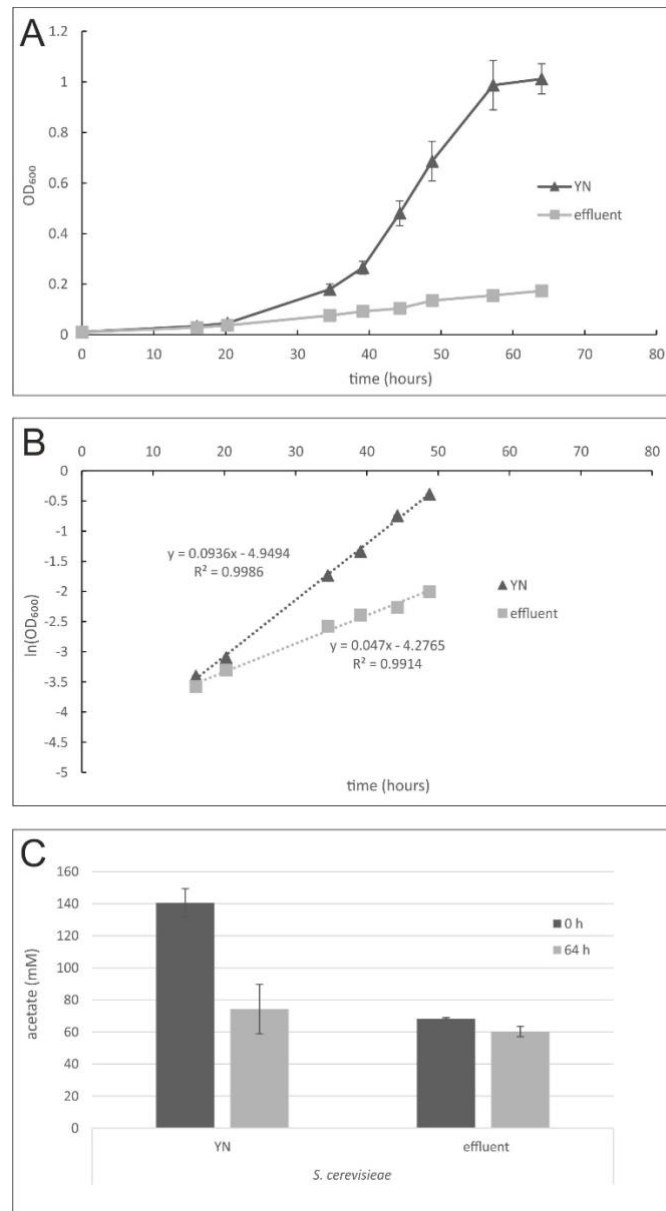 A
1.2
1
0.8
0.6
0.4
0.2
0
OD₆₀₀
YN
effluent
0 10 20 30 40 50 60 70 80
time (hours)
B
0 10 20 30 40 50 60 70 80
0
-0.5
-1
-1.5
-2
-2.5
-3
-3.5
-4
-4.5
-5
ln(OD₆₀₀)
y = 0.0936x - 4.9494
R² = 0.9986
YN
effluent
y = 0.047x - 4.2765
R² = 0.9914
time (hours)
C
160
140
120
100
80
60
40
20
0
acetate (mM)
0 h
64 h
YN effluent
S. cerevisieae